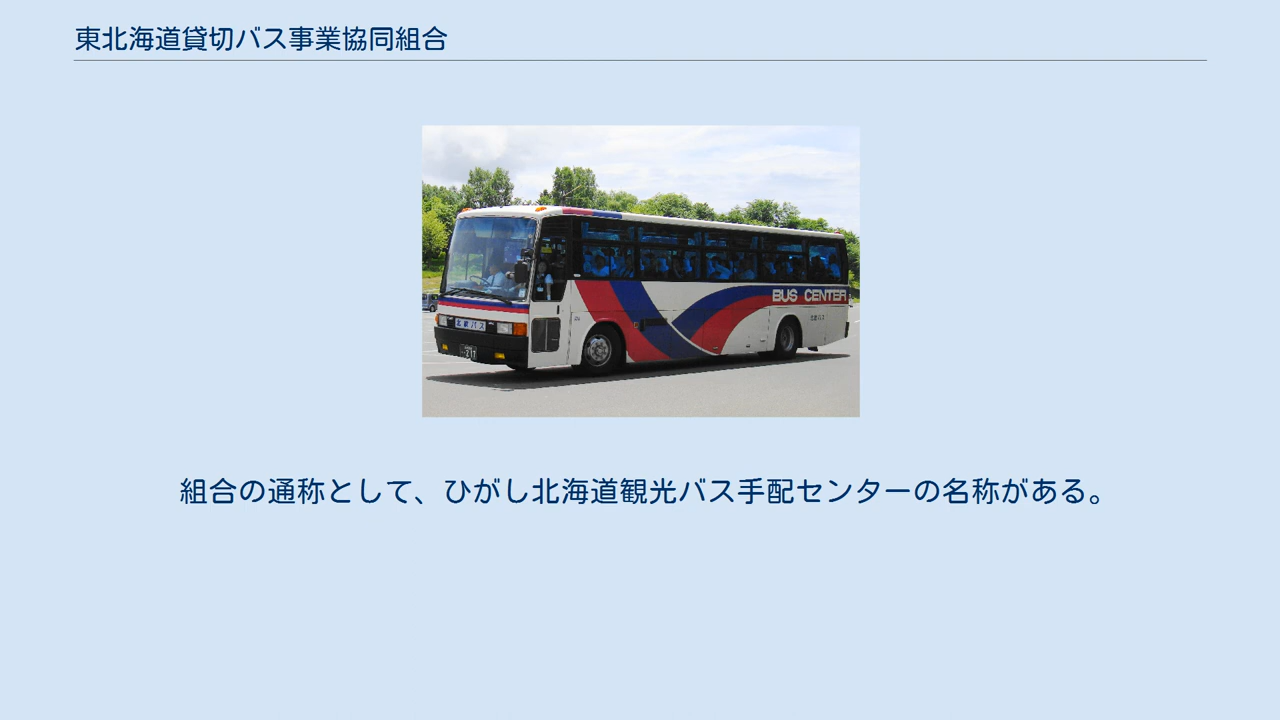 東北海道貸切バス事業協同組合
BUS CENTER
組合の通称として、ひがし北海道観光バス手配センターの名称がある。